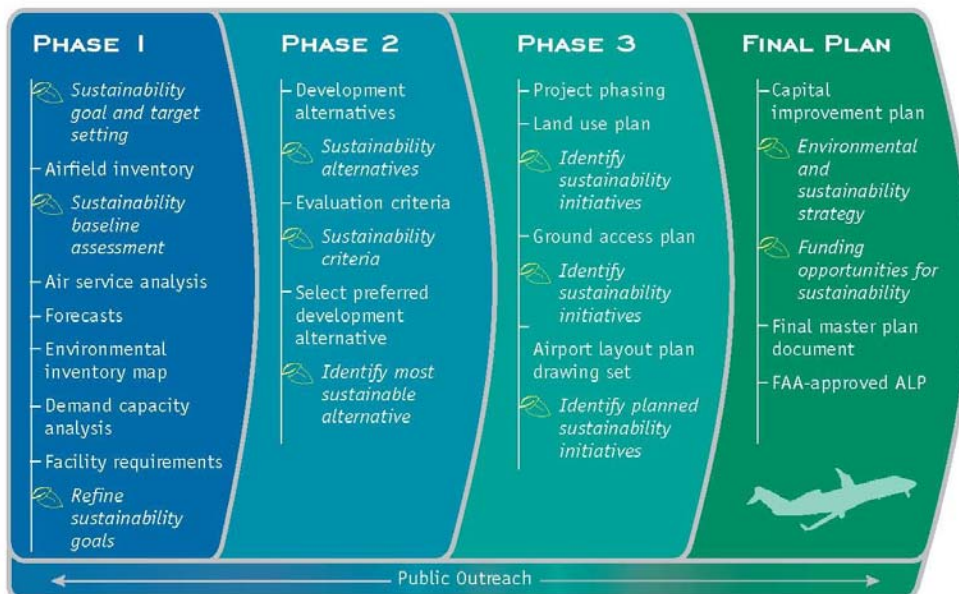 PHASE 1
Sustainability
goal and target
setting
Airfield inventory
Sustainability
baseline
assessment
Air service analysis
Forecasts
Environmental
inventory map
Demand capacity
analysis
Facility requirements
Refine
sustainability
goals
PHASE 2
Development
alternatives
Sustainability
alternatives
Evaluation criteria
Sustainability
criteria
Select preferred
development
alternative
Identify most
sustainable
alternative
PHASE 3
Project phasing
Land use plan
Identify
sustainability
initiatives
Ground access plan
Identify
sustainability
initiatives
Airport layout plan
drawing set
Identify planned
sustainability
initiatives
FINAL PLAN
Capital
improvement plan
Environmental
and
sustainability
strategy
Funding
opportunities for
sustainability
Final master plan
document
FAA-approved ALP
Public Outreach